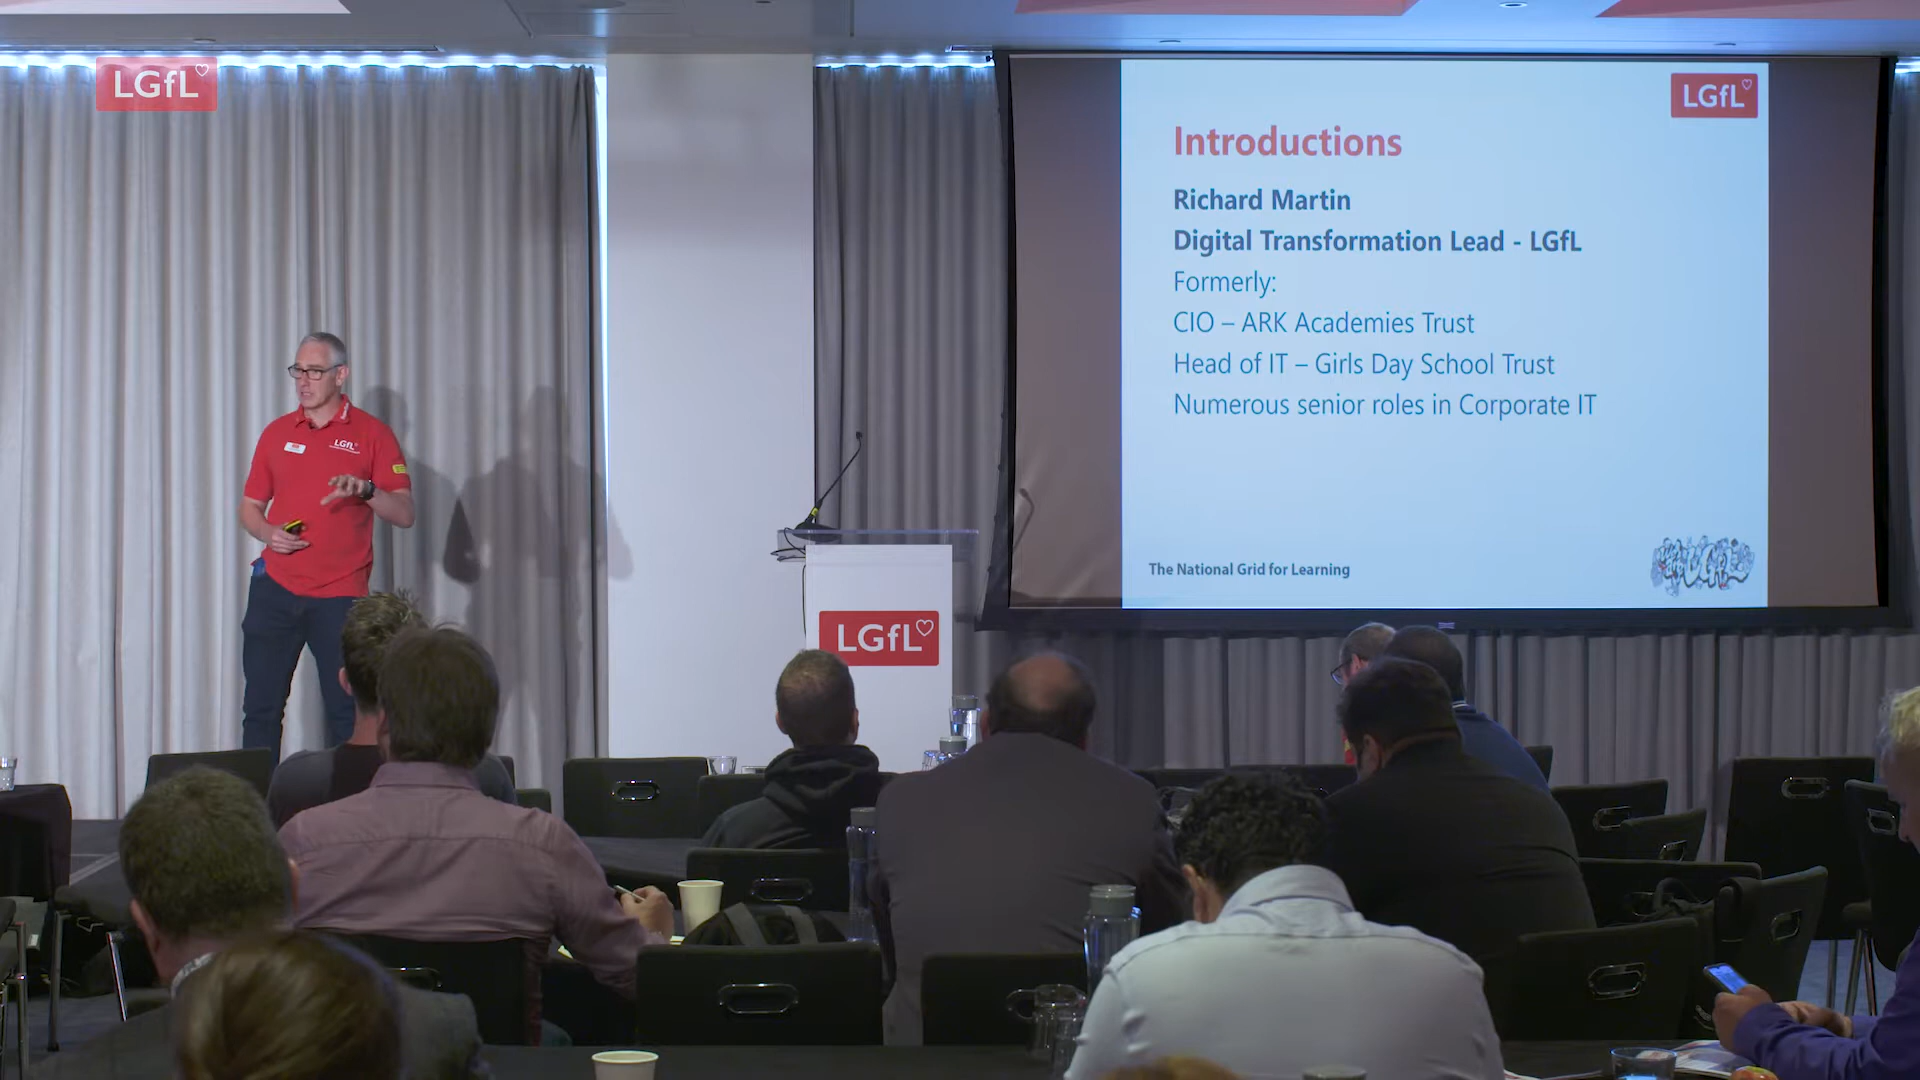 LGfL
LGfL
Introductions
Richard Martin
Digital Transformation Lead - LGfL
Formerly:
CIO – ARK Academies Trust
Head of IT – Girls Day School Trust
Numerous senior roles in Corporate IT
The National Grid for Learning
LGfL
LGfL